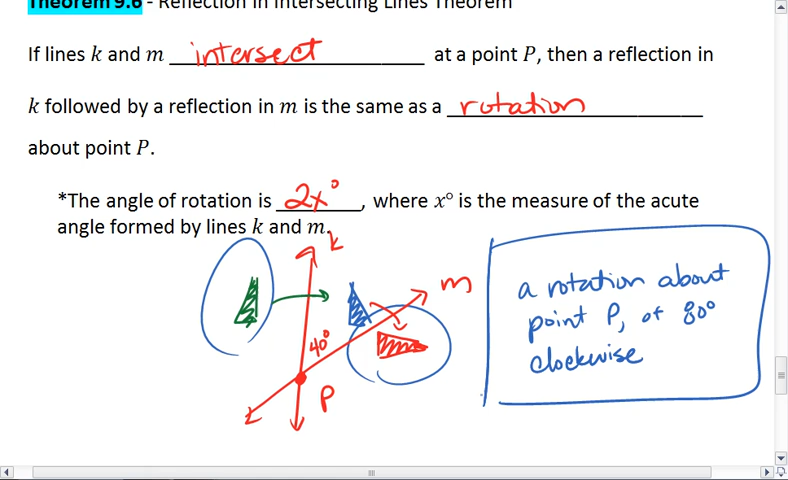 Theorem 9.6 - Reflection in Intersecting Lines Theorem
If lines k and m intersect at a point P, then a reflection in
k followed by a reflection in m is the same as a rotation
about point P.
*The angle of rotation is 2x°, where x° is the measure of the acute
angle formed by lines k and m.
k
m
40°
P
a rotation about
point P, of 80°
clockwise